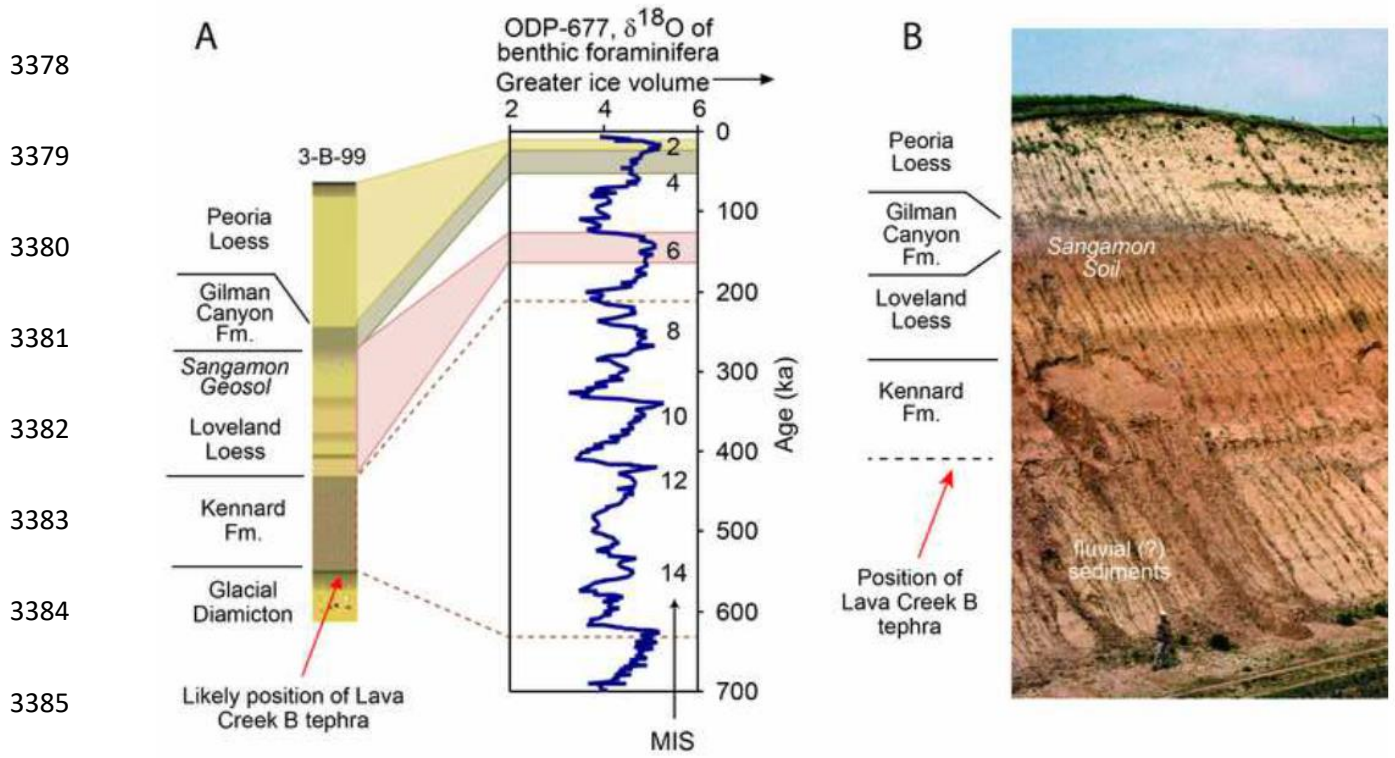 3378
3379
3380
3381
3382
3383
3384
3385
A
ODP-677, δ18O of
benthic foraminifera
Greater ice volume
2 4 6
3-B-99
Peoria
Loess
Gilman
Canyon
Fm.
Sangamon
Geosol
Loveland
Loess
Kennard
Fm.
Glacial
Diamicton
Likely position of Lava
Creek B tephra
2
4
6
8
10
12
14
MIS
0
100
200
300
400
500
600
700
Age (ka)
B
Peoria
Loess
Gilman
Canyon
Fm.
Loveland
Loess
Kennard
Fm.
Position of
Lava Creek B
tephra
Sangamon
Soil
fluvial (?)
sediments